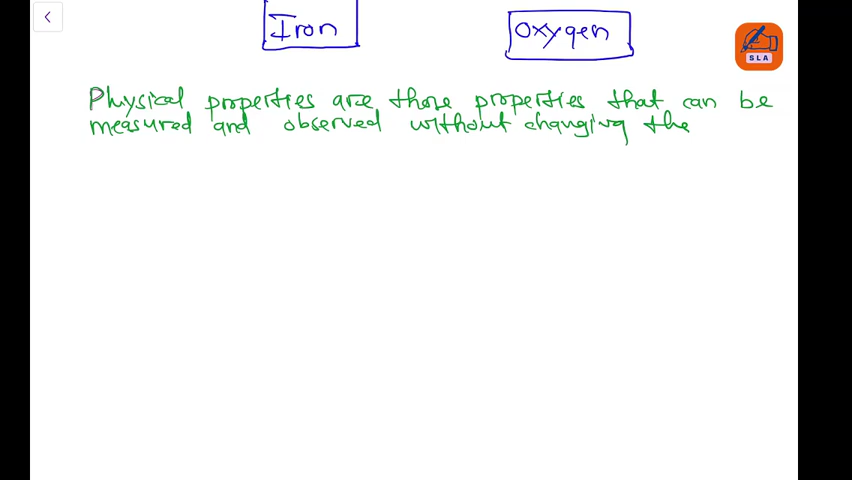 Iron
Oxygen
SLA
Physical properties are those properties that can be
measured and observed without changing the